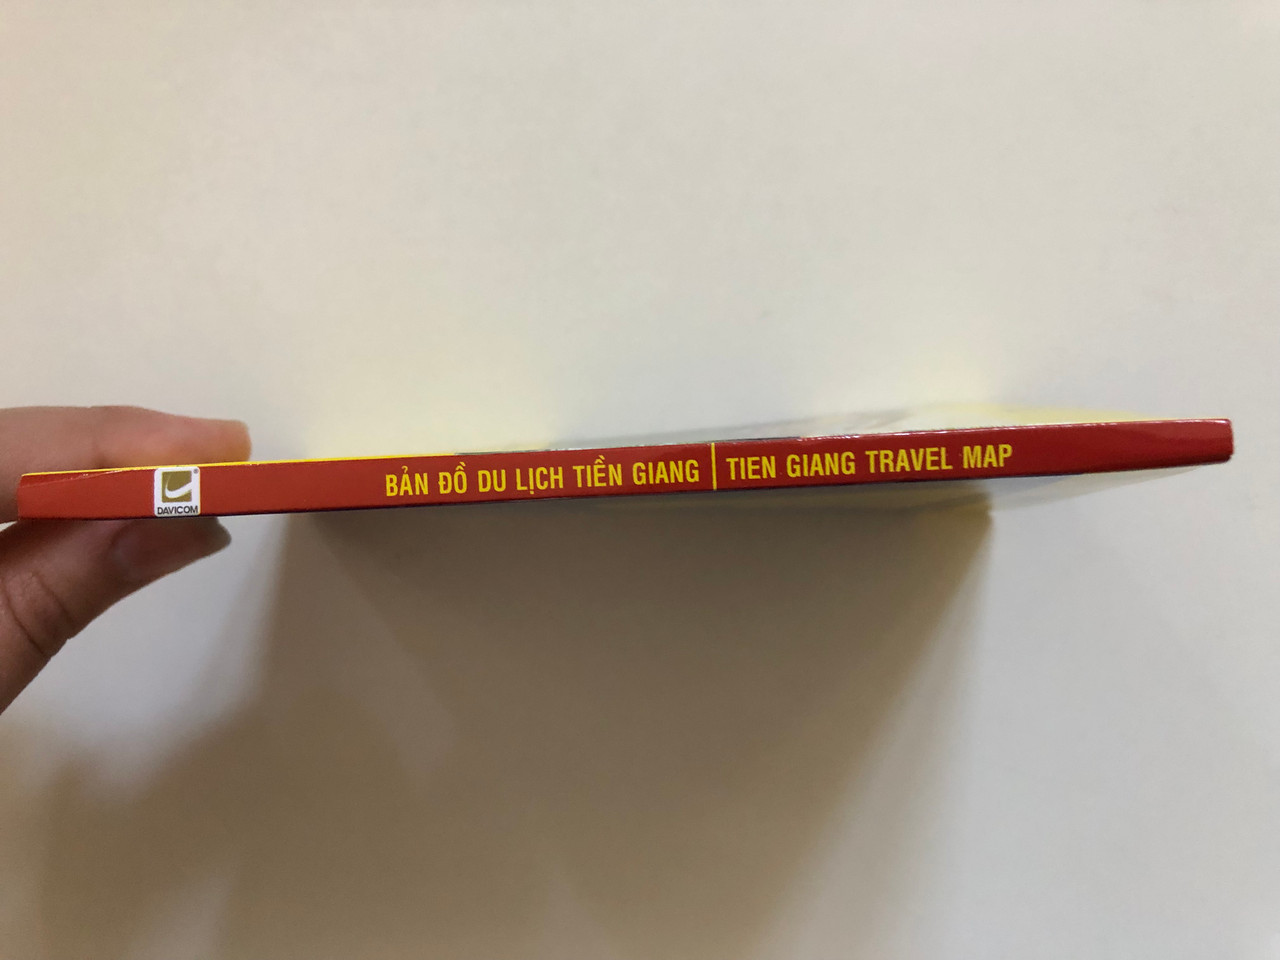 DAVICOM
BẢN ĐỒ DU LỊCH TIỀN GIANG | TIEN GIANG TRAVEL MAP